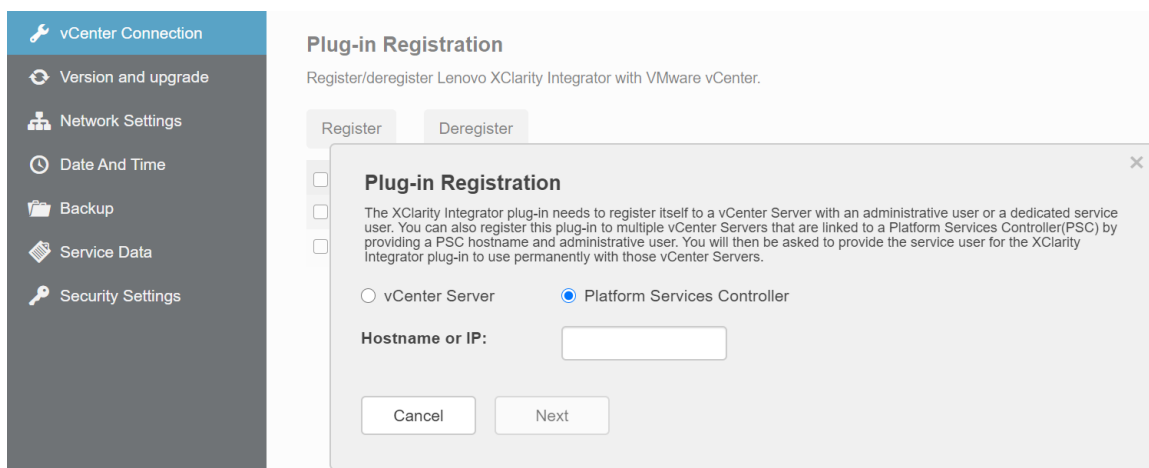 vCenter Connection
Version and upgrade
Network Settings
Date And Time
Backup
Service Data
Security Settings
Plug-in Registration
Register/deregister Lenovo XClarity Integrator with VMware vCenter.
Register Deregister
Plug-in Registration
The XClarity Integrator plug-in needs to register itself to a vCenter Server with an administrative user or a dedicated service
user. You can also register this plug-in to multiple vCenter Servers that are linked to a Platform Services Controller(PSC) by
providing a PSC hostname and administrative user. You will then be asked to provide the service user for the XClarity
Integrator plug-in to use permanently with those vCenter Servers.
vCenter Server Platform Services Controller
Hostname or IP:
Cancel Next